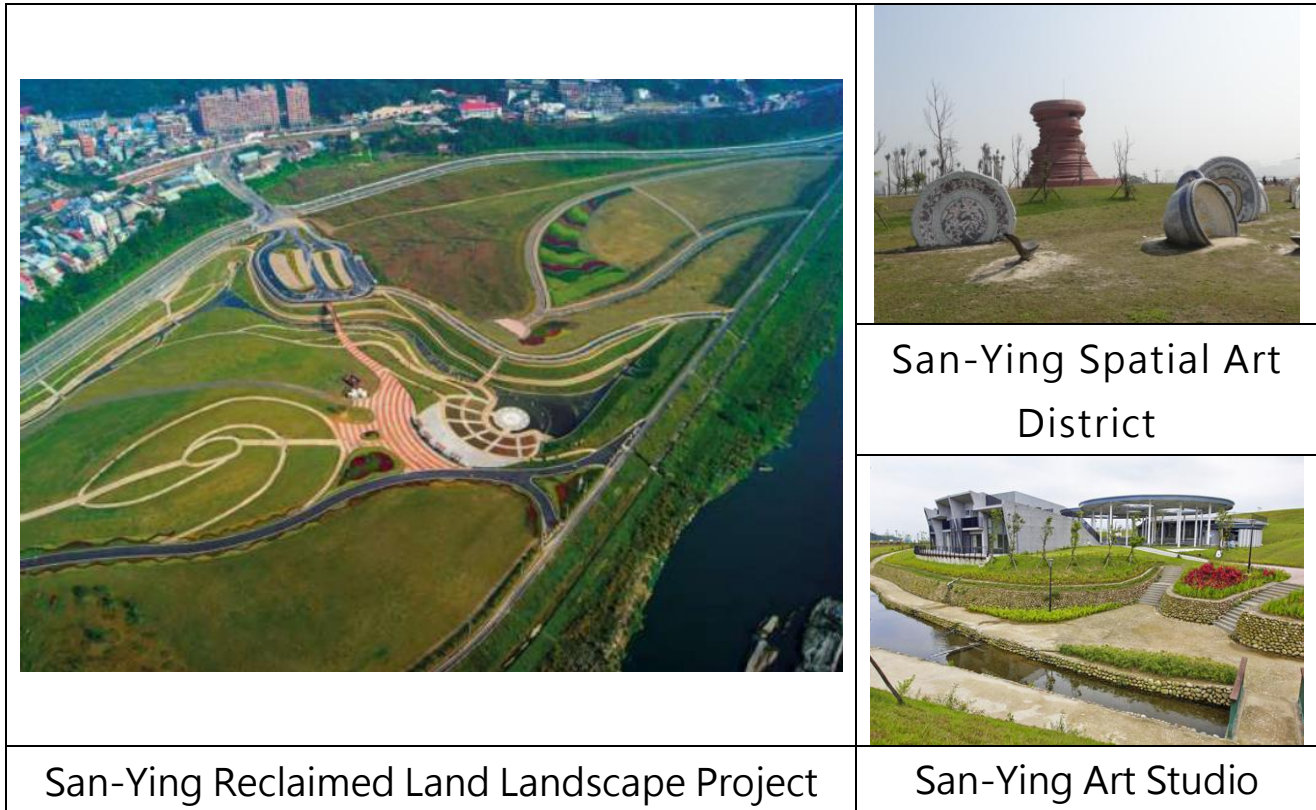 San-Ying Spatial Art
District
San-Ying Reclaimed Land Landscape Project
San-Ying Art Studio